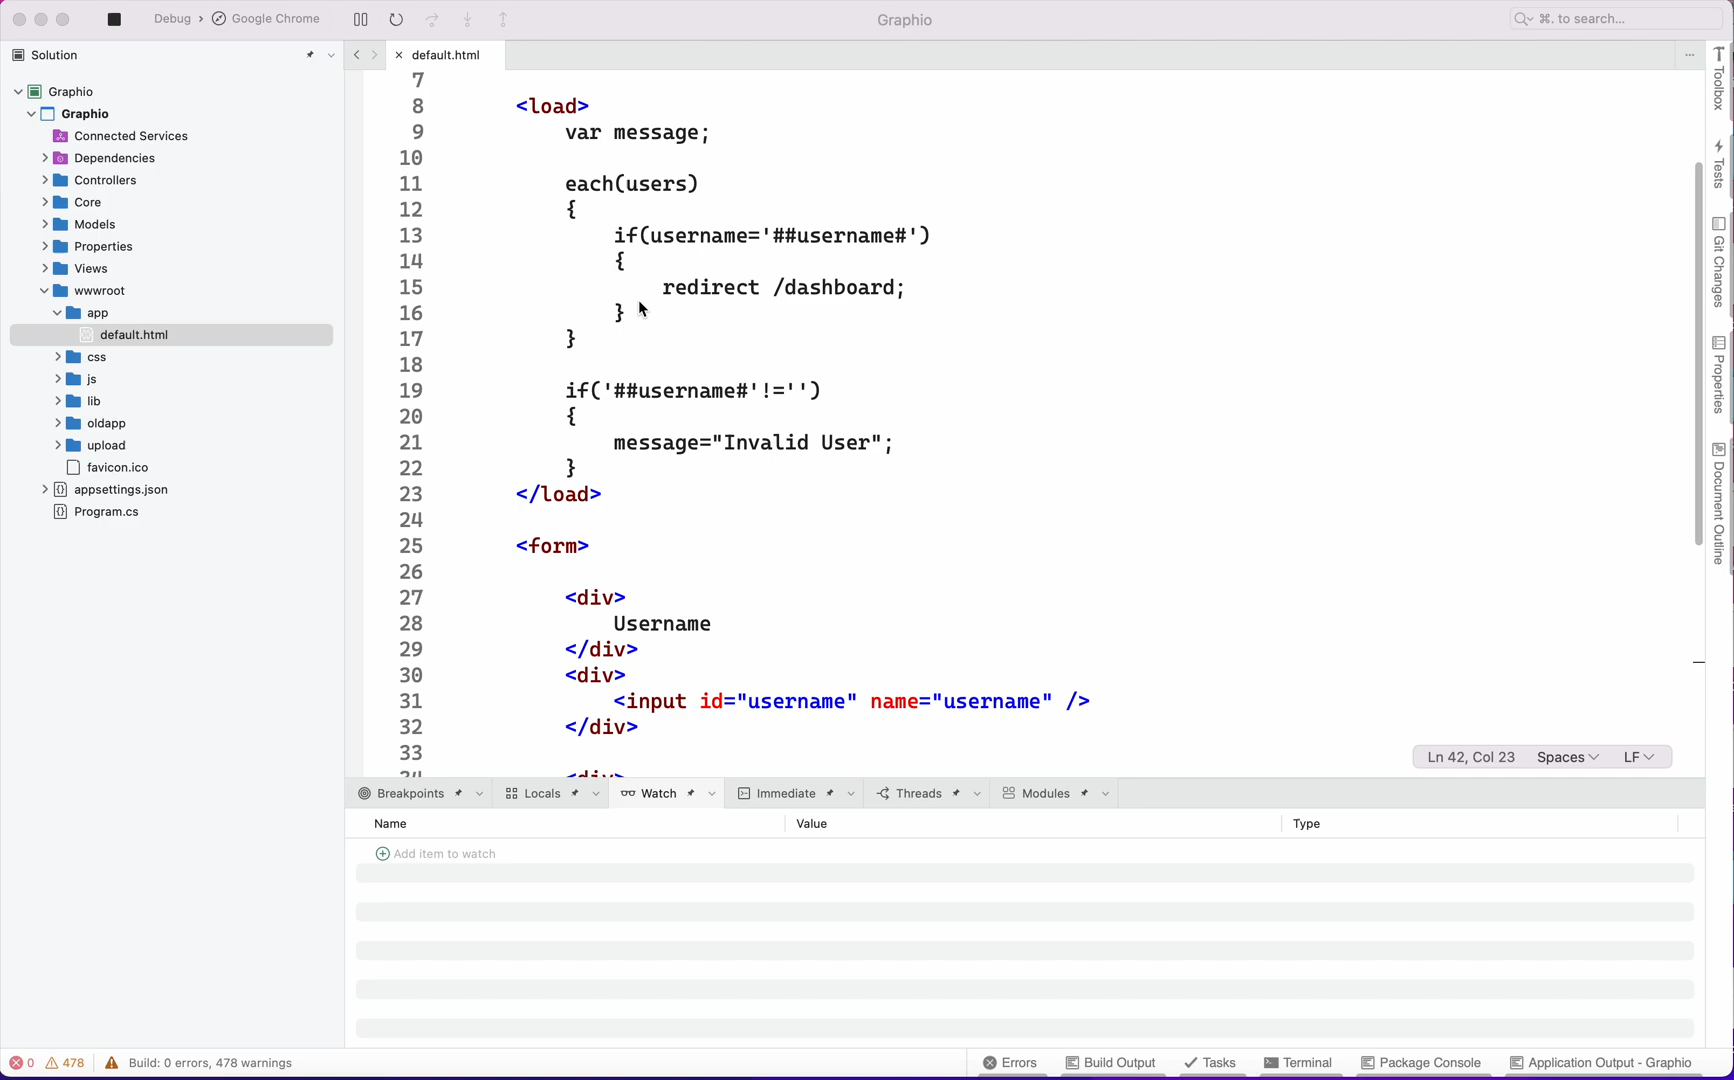 Debug › Google Chrome
Graphio
⌘. to search...
Solution
default.html
Graphio
Graphio
Connected Services
Dependencies
Controllers
Core
Models
Properties
Views
wwwroot
app
default.html
css
js
lib
oldapp
upload
favicon.ico
appsettings.json
Program.cs
7
8 <load>
9 var message;
10
11 each(users)
12 {
13 if(username='##username#')
14 {
15 redirect /dashboard;
16 }
17 }
18
19 if('##username#'!='')
20 {
21 message="Invalid User";
22 }
23 </load>
24
25 <form>
26
27 <div>
28 Username
29 </div>
30 <div>
31 <input id="username" name="username" />
32 </div>
33
34 <div>
Ln 42, Col 23 Spaces LF
Toolbox
Tests
Git Changes
Properties
Document Outline
Breakpoints Locals Watch Immediate Threads Modules
Name Value Type
Add item to watch
0 478 Build: 0 errors, 478 warnings
Errors Build Output Tasks Terminal Package Console Application Output - Graphio